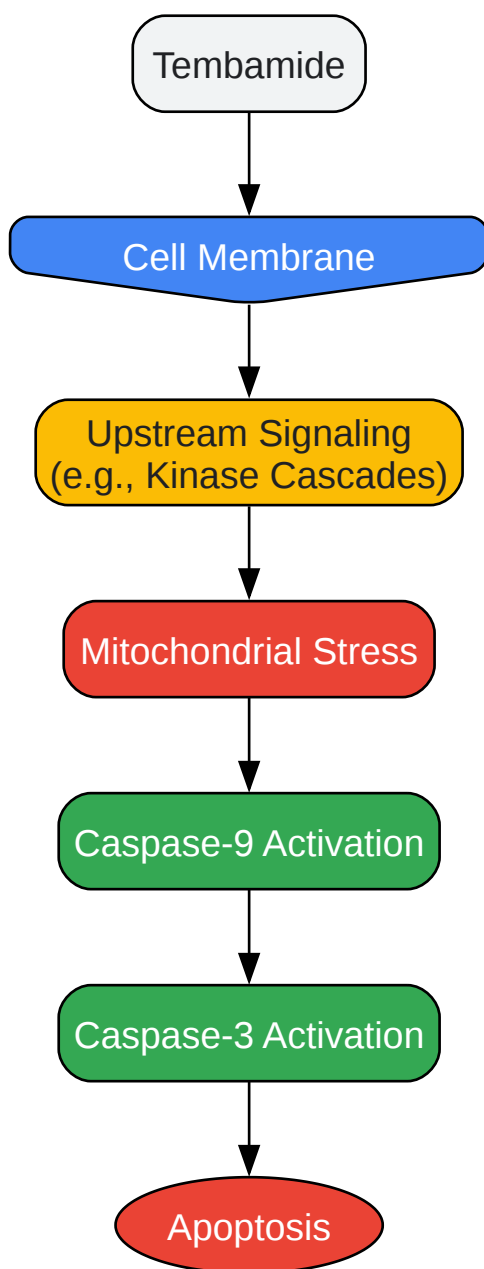 Tembamide
Cell Membrane
Upstream Signaling
(e.g., Kinase Cascades)
Mitochondrial Stress
Caspase-9 Activation
Caspase-3 Activation
Apoptosis